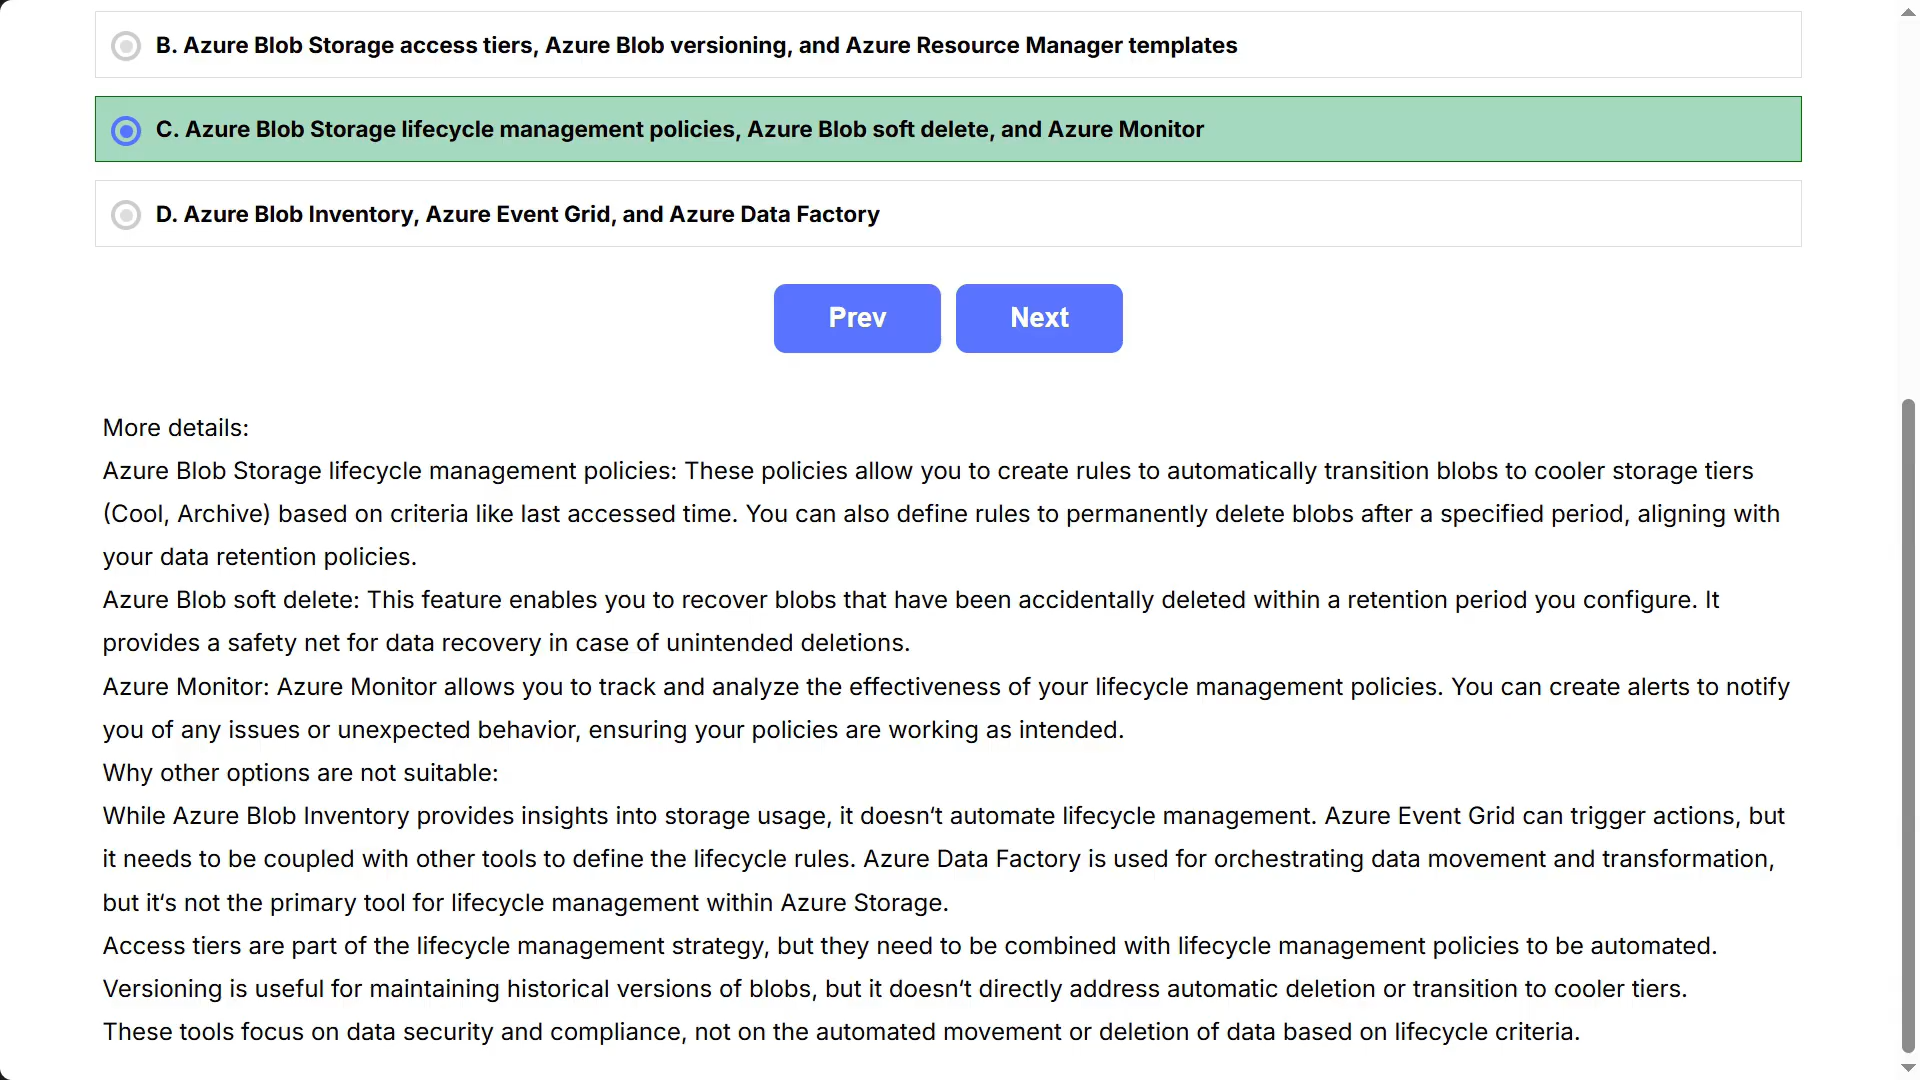 B. Azure Blob Storage access tiers, Azure Blob versioning, and Azure Resource Manager templates
C. Azure Blob Storage lifecycle management policies, Azure Blob soft delete, and Azure Monitor
D. Azure Blob Inventory, Azure Event Grid, and Azure Data Factory
Prev
Next
More details:
Azure Blob Storage lifecycle management policies: These policies allow you to create rules to automatically transition blobs to cooler storage tiers
(Cool, Archive) based on criteria like last accessed time. You can also define rules to permanently delete blobs after a specified period, aligning with
your data retention policies.
Azure Blob soft delete: This feature enables you to recover blobs that have been accidentally deleted within a retention period you configure. It
provides a safety net for data recovery in case of unintended deletions.
Azure Monitor: Azure Monitor allows you to track and analyze the effectiveness of your lifecycle management policies. You can create alerts to notify
you of any issues or unexpected behavior, ensuring your policies are working as intended.
Why other options are not suitable:
While Azure Blob Inventory provides insights into storage usage, it doesn‘t automate lifecycle management. Azure Event Grid can trigger actions, but
it needs to be coupled with other tools to define the lifecycle rules. Azure Data Factory is used for orchestrating data movement and transformation,
but it‘s not the primary tool for lifecycle management within Azure Storage.
Access tiers are part of the lifecycle management strategy, but they need to be combined with lifecycle management policies to be automated.
Versioning is useful for maintaining historical versions of blobs, but it doesn‘t directly address automatic deletion or transition to cooler tiers.
These tools focus on data security and compliance, not on the automated movement or deletion of data based on lifecycle criteria.